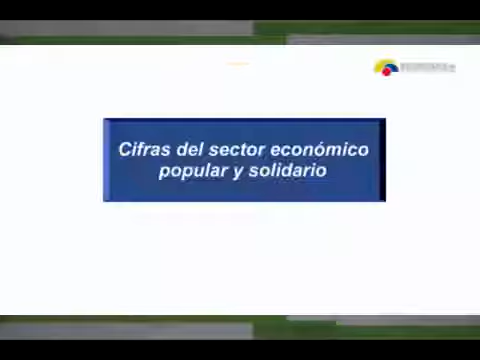 Cifras del sector económico
popular y solidario